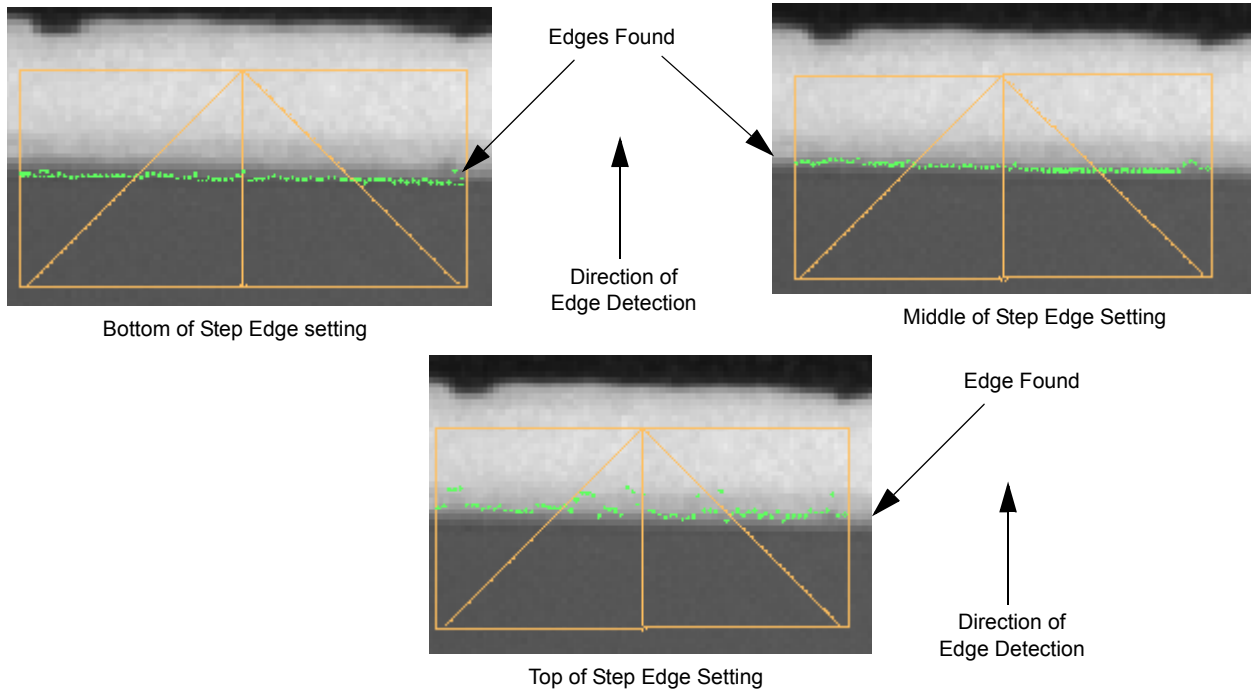 Edges Found
Direction of
Edge Detection
Bottom of Step Edge setting
Middle of Step Edge Setting
Edge Found
Direction of
Edge Detection
Top of Step Edge Setting